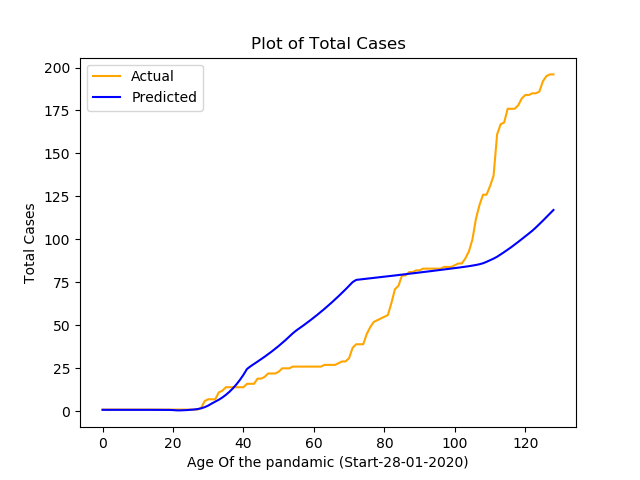 Plot of Total Cases
Actual
Predicted
200
175
150
125
100
75
50
25
0
Total Cases
0 20 40 60 80 100 120
Age Of the pandamic (Start-28-01-2020)